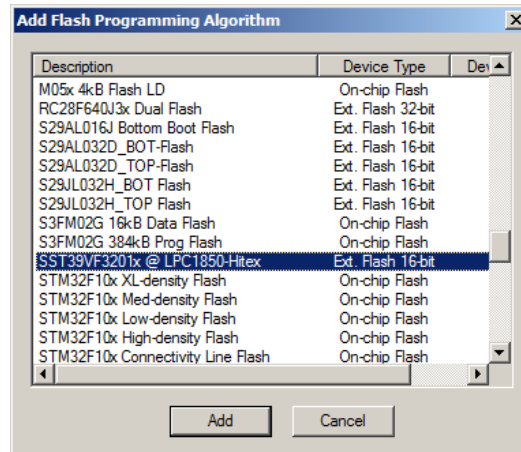 Add Flash Programming Algorithm
Description Device Type Dev
M05x 4kB Flash LD On-chip Flash
RC28F640J3x Dual Flash Ext. Flash 32-bit
S29AL016J Bottom Boot Flash Ext. Flash 16-bit
S29AL032D_BOT-Flash Ext. Flash 16-bit
S29AL032D_TOP-Flash Ext. Flash 16-bit
S29JL032H_BOT Flash Ext. Flash 16-bit
S29JL032H_TOP Flash Ext. Flash 16-bit
S3FM02G 16kB Data Flash On-chip Flash
S3FM02G 384kB Prog Flash On-chip Flash
SST39VF3201x @ LPC1850-Hitex Ext. Flash 16-bit
STM32F10x XL-density Flash On-chip Flash
STM32F10x Med-density Flash On-chip Flash
STM32F10x Low-density Flash On-chip Flash
STM32F10x High-density Flash On-chip Flash
STM32F10x Connectivity Line Flash On-chip Flash
Add Cancel